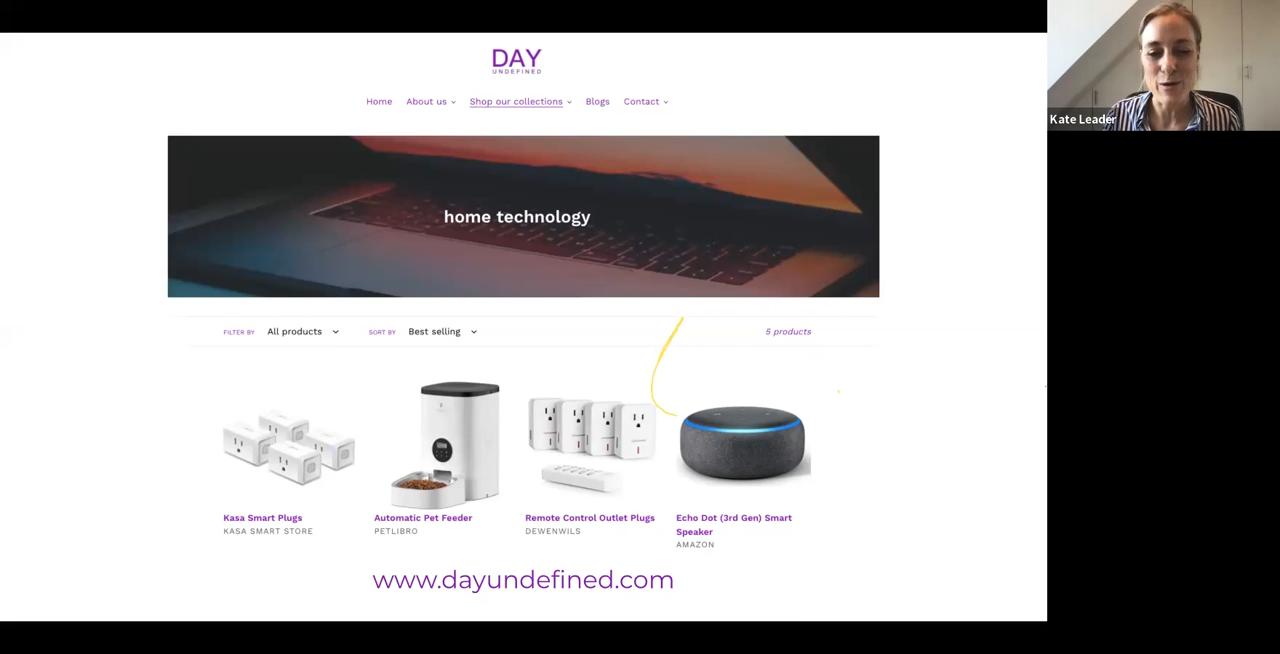 DAY
UNDEFINED
Home About us Shop our collections Blogs Contact
Kate Leader
home technology
FILTER BY All products SORT BY Best selling 5 products
Kasa Smart Plugs
KASA SMART STORE
Automatic Pet Feeder
PETLIBRO
Remote Control Outlet Plugs
DEWENWILS
Echo Dot (3rd Gen) Smart
Speaker
AMAZON
www.dayundefined.com